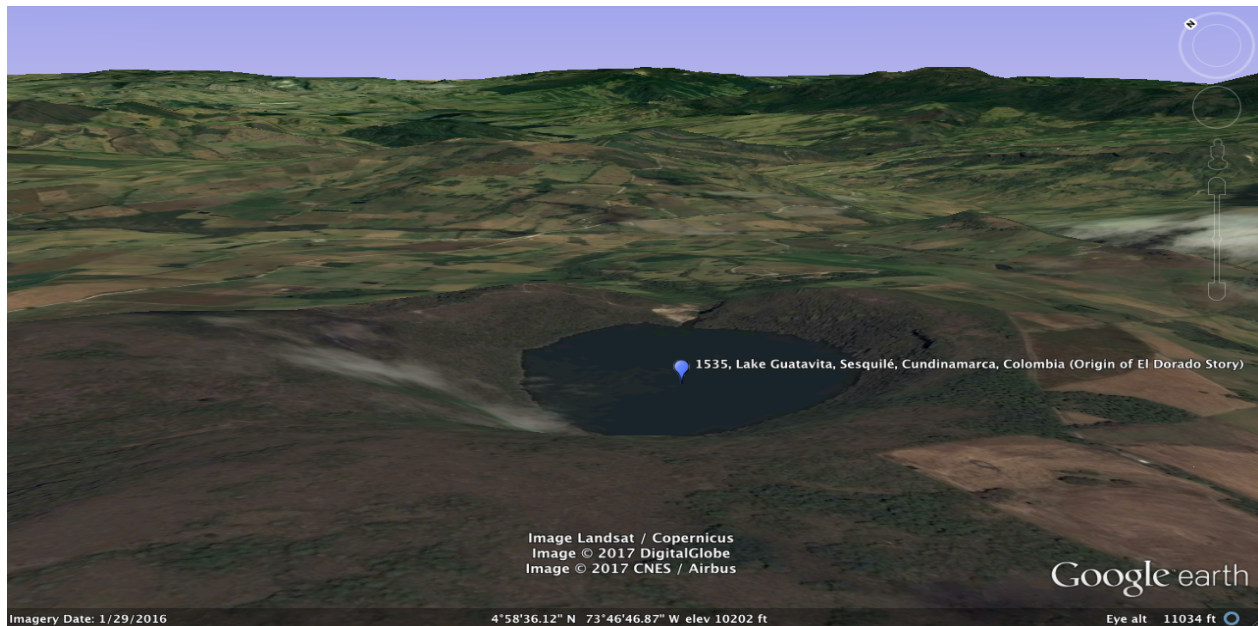 N
1535, Lake Guatavita, Sesquilé, Cundinamarca, Colombia (Origin of El Dorado Story)
Image Landsat / Copernicus
Image © 2017 DigitalGlobe
Image © 2017 CNES / Airbus
Google earth
Imagery Date: 1/29/2016
4°58'36.12" N 73°46'46.87" W elev 10202 ft
Eye alt 11034 ft